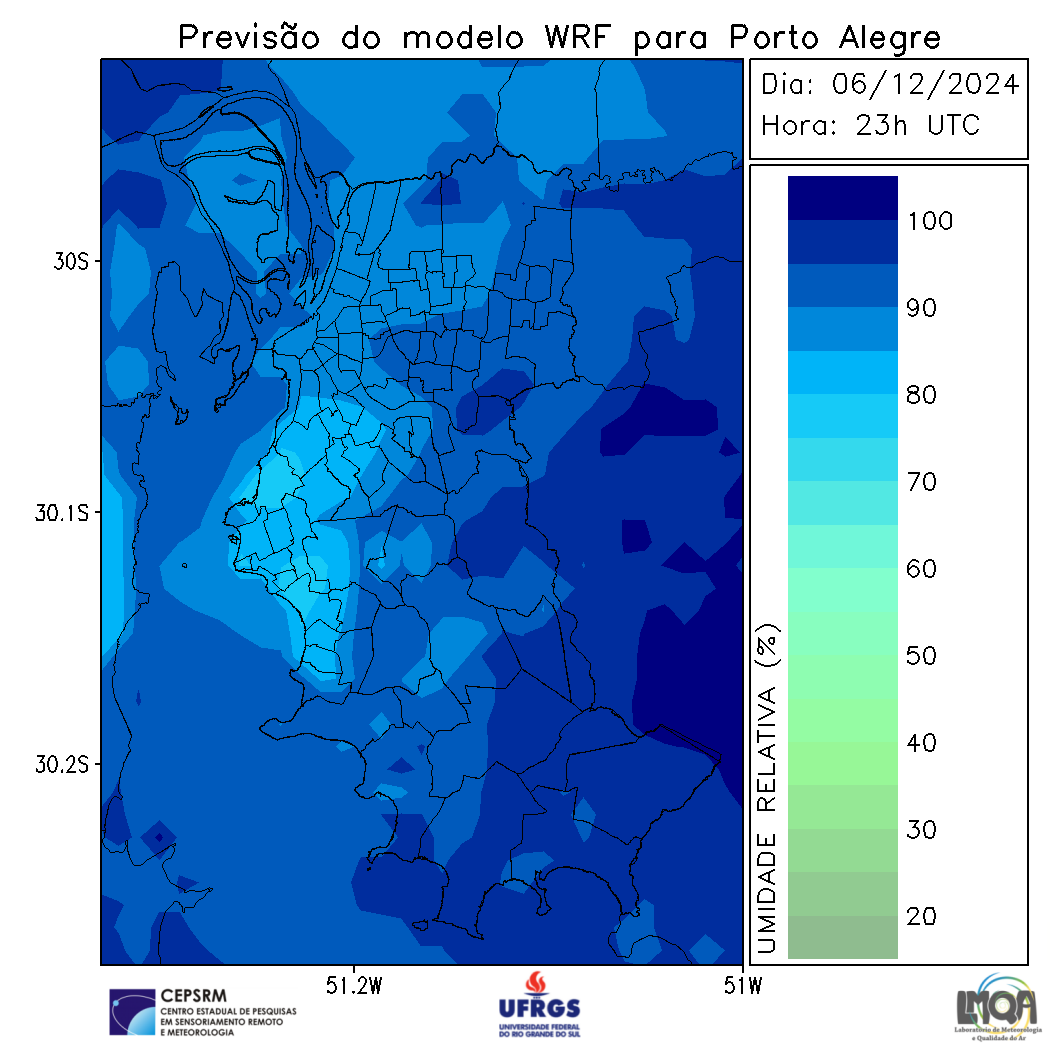 Previsão do modelo WRF para Porto Alegre
Dia: 06/12/2024
Hora: 23h UTC
100
90
80
70
60
50
40
30
20
UMIDADE RELATIVA (%)
30S
30.1S
30.2S
51.2W
51W
CEPSRM
CENTRO ESTADUAL DE PESQUISAS
EM SENSORIAMENTO REMOTO
E METEOROLOGIA
UFRGS
UNIVERSIDADE FEDERAL
DO RIO GRANDE DO SUL
LMQA
Laboratório de Meteorologia
e Qualidade do Ar